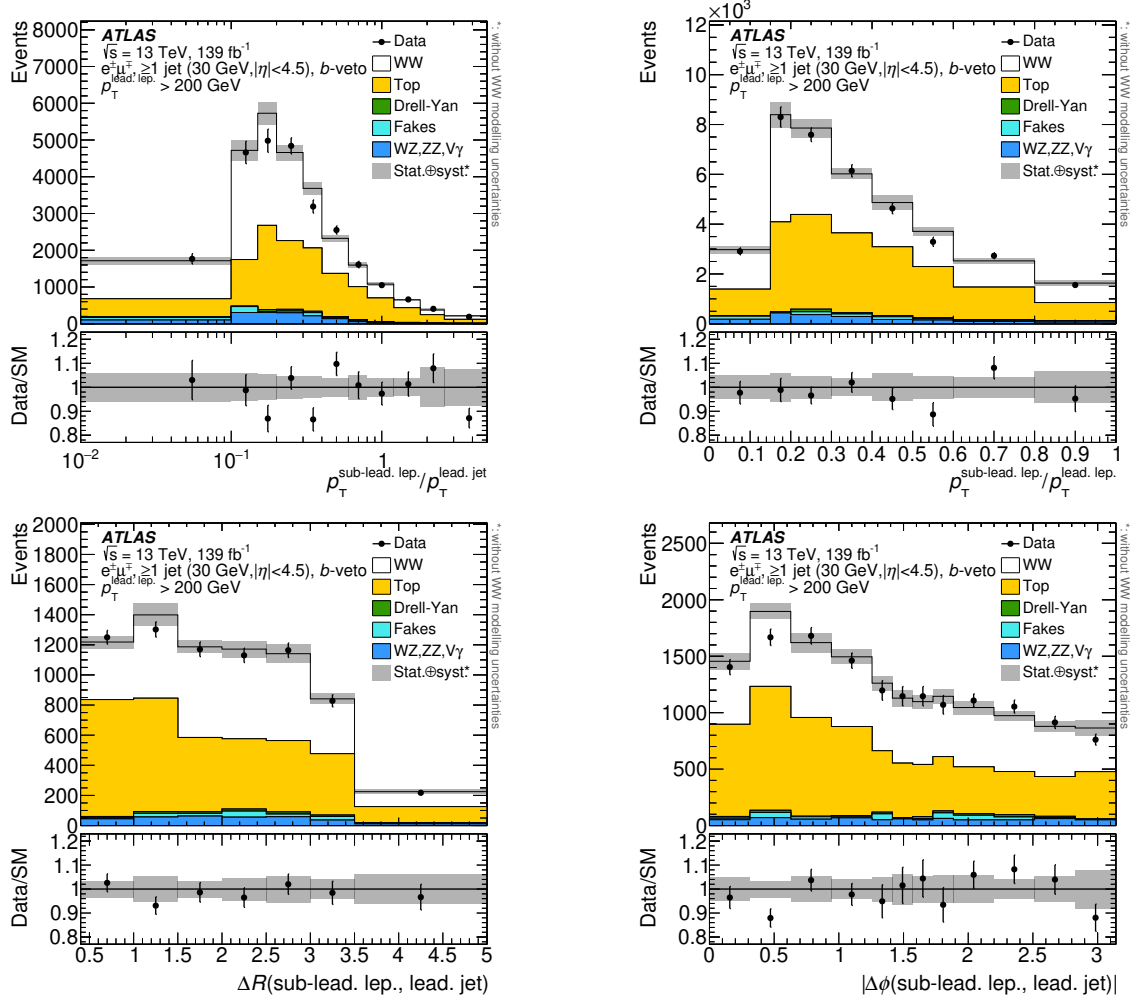 ATLAS
√s = 13 TeV, 139 fb⁻¹
e±μ∓, ≥1 jet (30 GeV,|η|<4.5), b-veto
p_T^lead. lep. > 200 GeV
Data
WW
Top
Drell-Yan
Fakes
WZ,ZZ,Vγ
Stat.⊕syst.*
*: without WW modelling uncertainties
Events
8000
7000
6000
5000
4000
3000
2000
1000
0
Data/SM
1.2
1.1
1
0.9
0.8
10⁻² 10⁻¹ 1
p_T^sub-lead. lep./p_T^lead. jet
×10³
ATLAS
√s = 13 TeV, 139 fb⁻¹
e±μ∓, ≥1 jet (30 GeV,|η|<4.5), b-veto
p_T^lead. lep. > 200 GeV
Data
WW
Top
Drell-Yan
Fakes
WZ,ZZ,Vγ
Stat.⊕syst.*
*: without WW modelling uncertainties
Events
12
10
8
6
4
2
0
Data/SM
1.2
1.1
1
0.9
0.8
0 0.1 0.2 0.3 0.4 0.5 0.6 0.7 0.8 0.9 1
p_T^sub-lead. lep./p_T^lead. lep.
ATLAS
√s = 13 TeV, 139 fb⁻¹
e±μ∓, ≥1 jet (30 GeV,|η|<4.5), b-veto
p_T^lead. lep. > 200 GeV
Data
WW
Top
Drell-Yan
Fakes
WZ,ZZ,Vγ
Stat.⊕syst.*
*: without WW modelling uncertainties
Events
2000
1800
1600
1400
1200
1000
800
600
400
200
0
Data/SM
1.2
1.1
1
0.9
0.8
0.5 1 1.5 2 2.5 3 3.5 4 4.5 5
ΔR(sub-lead. lep., lead. jet)
ATLAS
√s = 13 TeV, 139 fb⁻¹
e±μ∓, ≥1 jet (30 GeV,|η|<4.5), b-veto
p_T^lead. lep. > 200 GeV
Data
WW
Top
Drell-Yan
Fakes
WZ,ZZ,Vγ
Stat.⊕syst.*
*: without WW modelling uncertainties
Events
2500
2000
1500
1000
500
0
Data/SM
1.2
1.1
1
0.9
0.8
0 0.5 1 1.5 2 2.5 3
|Δϕ(sub-lead. lep., lead. jet)|